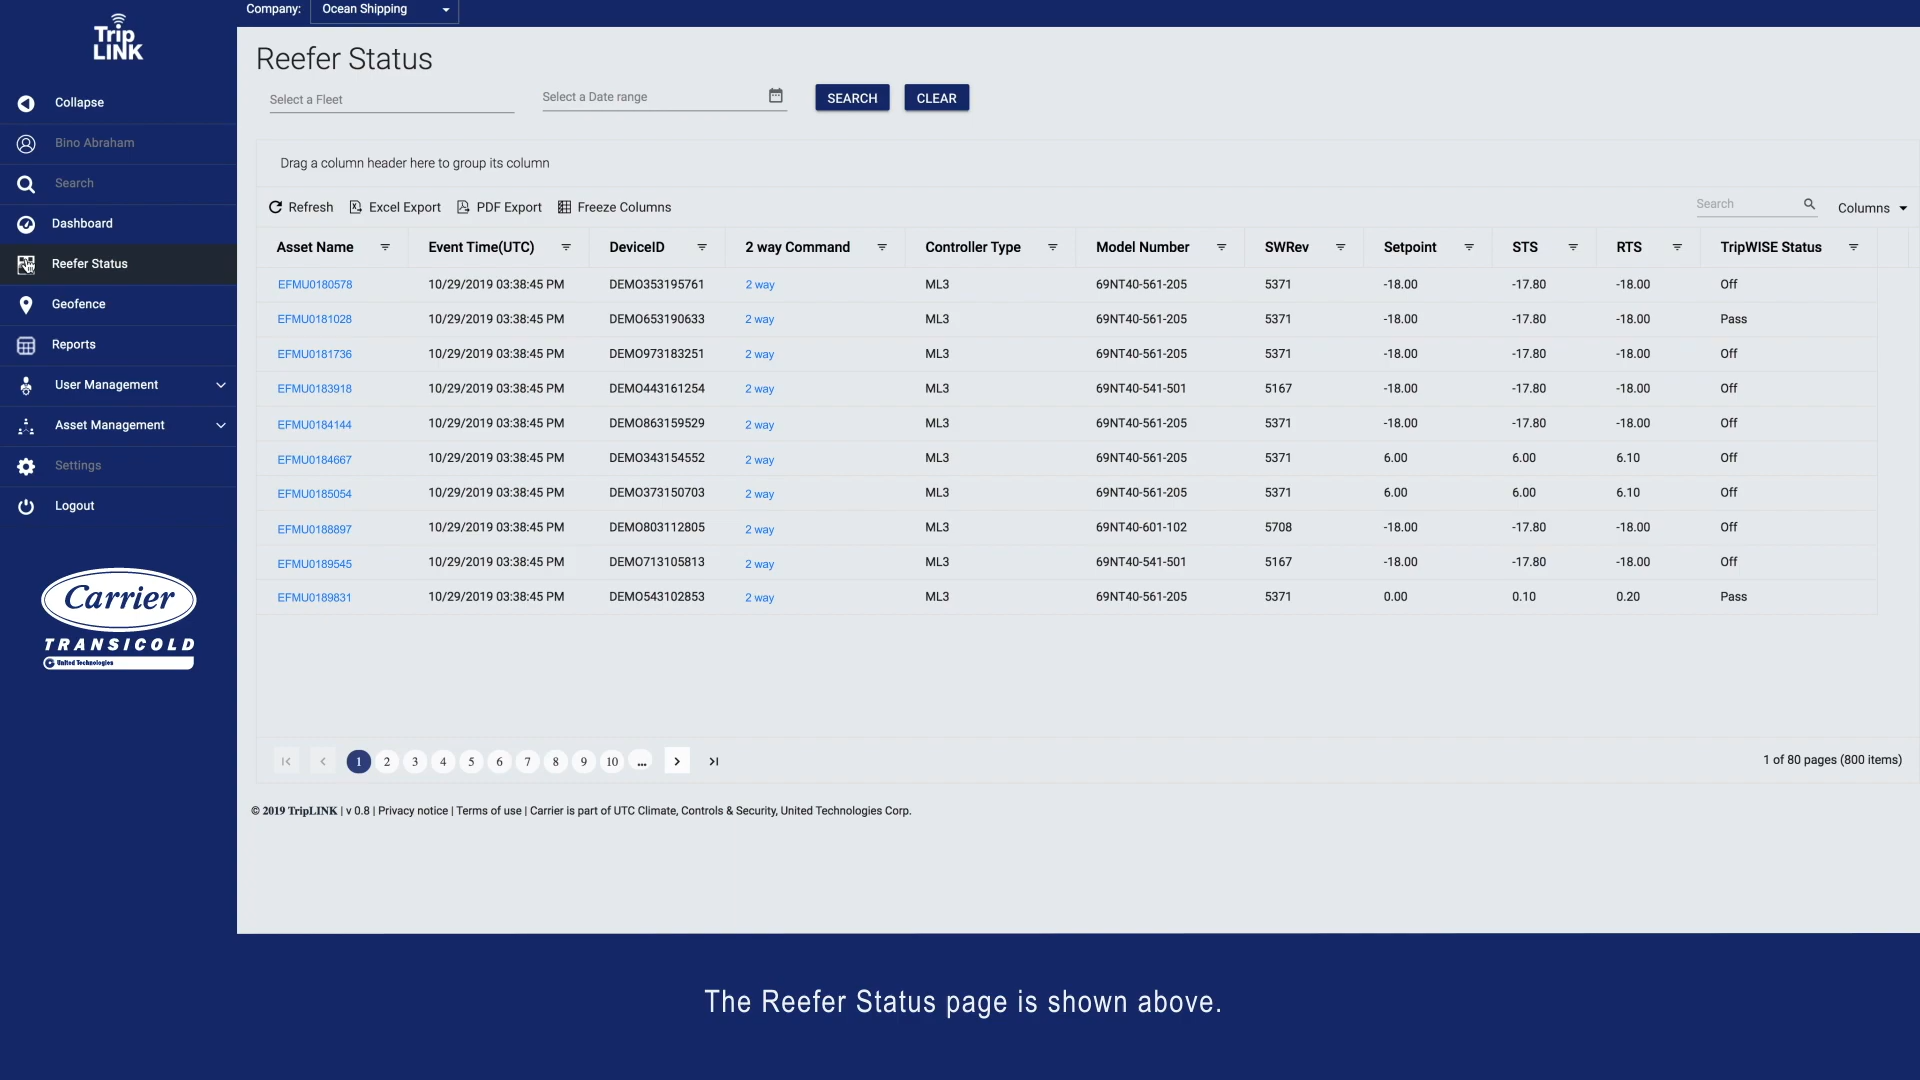 Company: Ocean Shipping
Trip
LINK
Collapse
Bino Abraham
Search
Dashboard
Reefer Status
Geofence
Reports
User Management
Asset Management
Settings
Logout
Carrier
TRANSICOLD
United Technologies
Reefer Status
Select a Fleet Select a Date range SEARCH CLEAR
Drag a column header here to group its column
Refresh Excel Export PDF Export Freeze Columns Search Columns
Asset Name Event Time(UTC) DeviceID 2 way Command Controller Type Model Number SWRev Setpoint STS RTS TripWISE Status
EFMU0180578 10/29/2019 03:38:45 PM DEMO353195761 2 way ML3 69NT40-561-205 5371 -18.00 -17.80 -18.00 Off
EFMU0181028 10/29/2019 03:38:45 PM DEMO653190633 2 way ML3 69NT40-561-205 5371 -18.00 -17.80 -18.00 Pass
EFMU0181736 10/29/2019 03:38:45 PM DEMO973183251 2 way ML3 69NT40-561-205 5371 -18.00 -17.80 -18.00 Off
EFMU0183918 10/29/2019 03:38:45 PM DEMO443161254 2 way ML3 69NT40-541-501 5167 -18.00 -17.80 -18.00 Off
EFMU0184144 10/29/2019 03:38:45 PM DEMO863159529 2 way ML3 69NT40-561-205 5371 -18.00 -17.80 -18.00 Off
EFMU0184667 10/29/2019 03:38:45 PM DEMO343154552 2 way ML3 69NT40-561-205 5371 6.00 6.00 6.10 Off
EFMU0185054 10/29/2019 03:38:45 PM DEMO373150703 2 way ML3 69NT40-561-205 5371 6.00 6.00 6.10 Off
EFMU0188897 10/29/2019 03:38:45 PM DEMO803112805 2 way ML3 69NT40-601-102 5708 -18.00 -17.80 -18.00 Off
EFMU0189545 10/29/2019 03:38:45 PM DEMO713105813 2 way ML3 69NT40-541-501 5167 -18.00 -17.80 -18.00 Off
EFMU0189831 10/29/2019 03:38:45 PM DEMO543102853 2 way ML3 69NT40-561-205 5371 0.00 0.10 0.20 Pass
1 2 3 4 5 6 7 8 9 10 ... 1 of 80 pages (800 items)
© 2019 TripLINK | v 0.8 | Privacy notice | Terms of use | Carrier is part of UTC Climate, Controls & Security, United Technologies Corp.
The Reefer Status page is shown above.